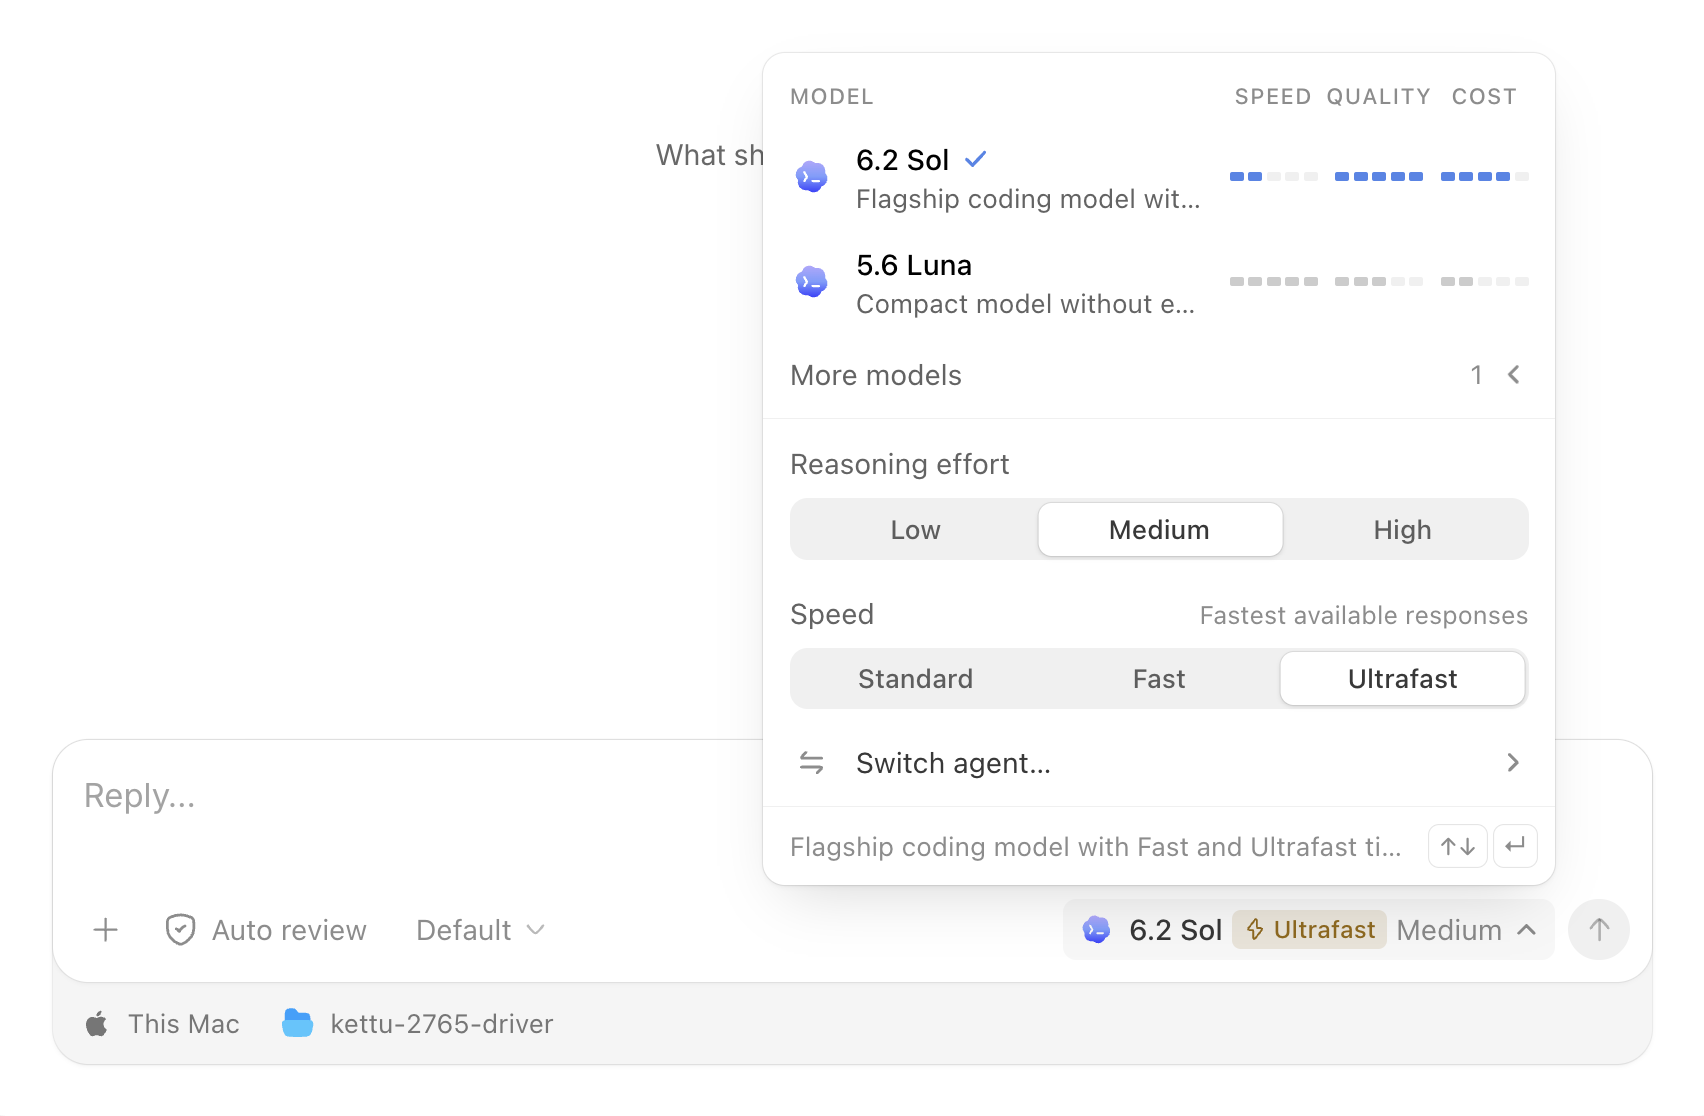 What sh
MODEL SPEED QUALITY COST
6.2 Sol
Flagship coding model wit...
5.6 Luna
Compact model without e...
More models 1
Reasoning effort
Low Medium High
Speed Fastest available responses
Standard Fast Ultrafast
Switch agent...
Flagship coding model with Fast and Ultrafast ti...
Reply...
Auto review Default 6.2 Sol Ultrafast Medium
This Mac kettu-2765-driver